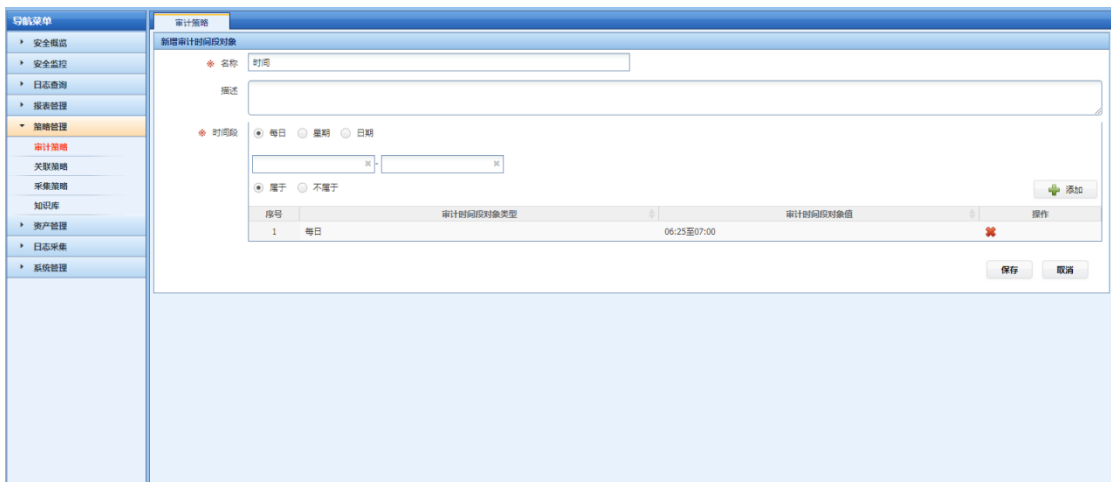 导航菜单
安全概览
安全监控
日志查询
报表管理
策略管理
审计策略
关联策略
采集策略
知识库
资产管理
日志采集
系统管理
审计策略
新增审计时间段对象
※ 名称 时间
描述
※ 时间段 每日 星期 日期
-
属于 不属于 添加
序号 审计时间段对象类型 审计时间段对象值 操作
1 每日 06:25至07:00
保存 取消